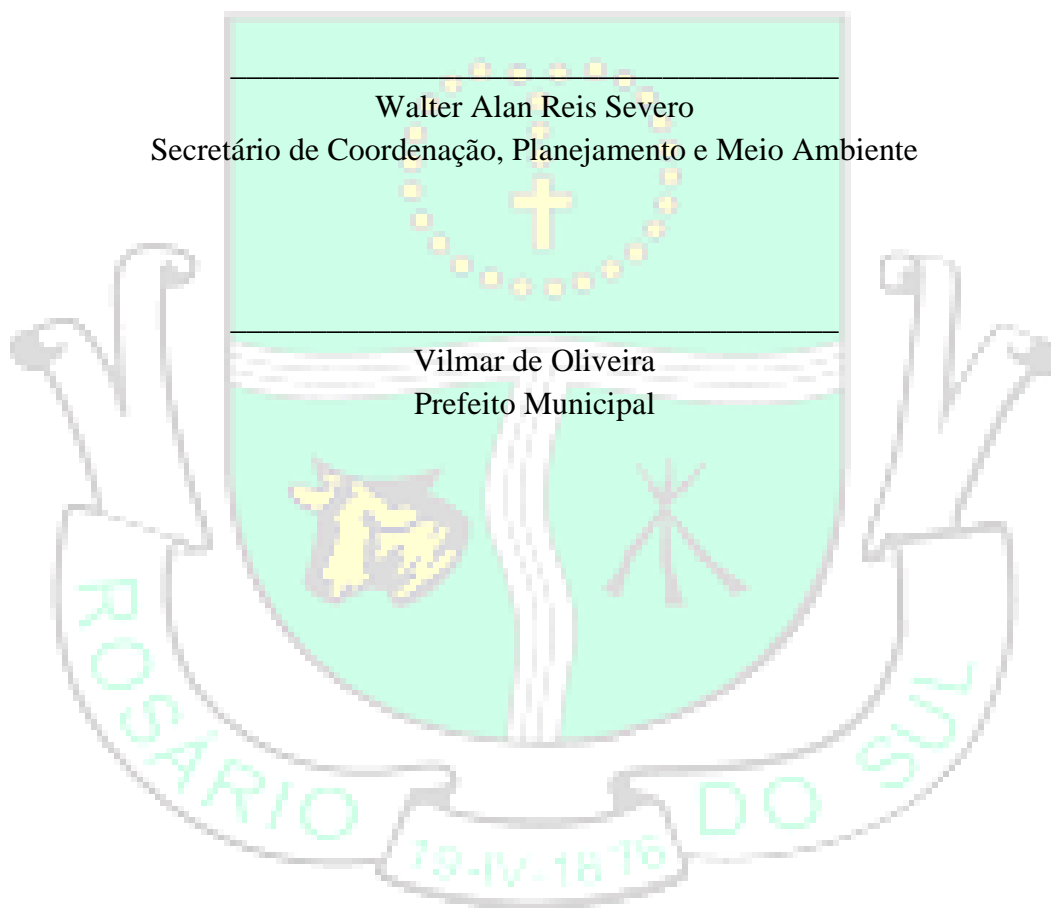 Walter Alan Reis Severo
Secretário de Coordenação, Planejamento e Meio Ambiente
Vilmar de Oliveira
Prefeito Municipal
ROSÁRIO DO SUL
19-IV-1876